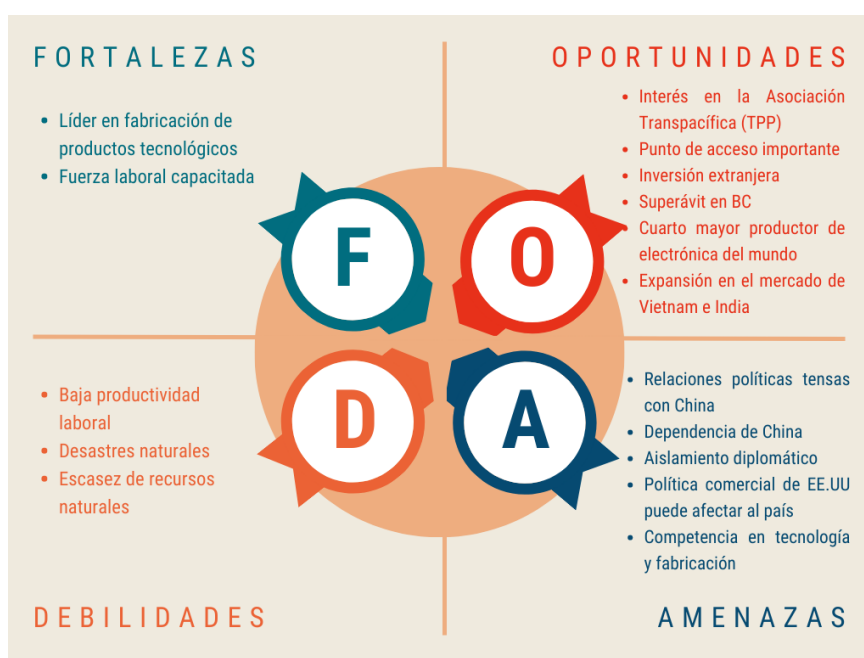 FORTALEZAS
• Líder en fabricación de
productos tecnológicos
• Fuerza laboral capacitada
OPORTUNIDADES
• Interés en la Asociación
Transpacífica (TPP)
• Punto de acceso importante
• Inversión extranjera
• Superávit en BC
• Cuarto mayor productor de
electrónica del mundo
• Expansión en el mercado de
Vietnam e India
F
O
D
A
• Baja productividad
laboral
• Desastres naturales
• Escasez de recursos
naturales
DEBILIDADES
• Relaciones políticas tensas
con China
• Dependencia de China
• Aislamiento diplomático
• Política comercial de EE.UU
puede afectar al país
• Competencia en tecnología
y fabricación
AMENAZAS